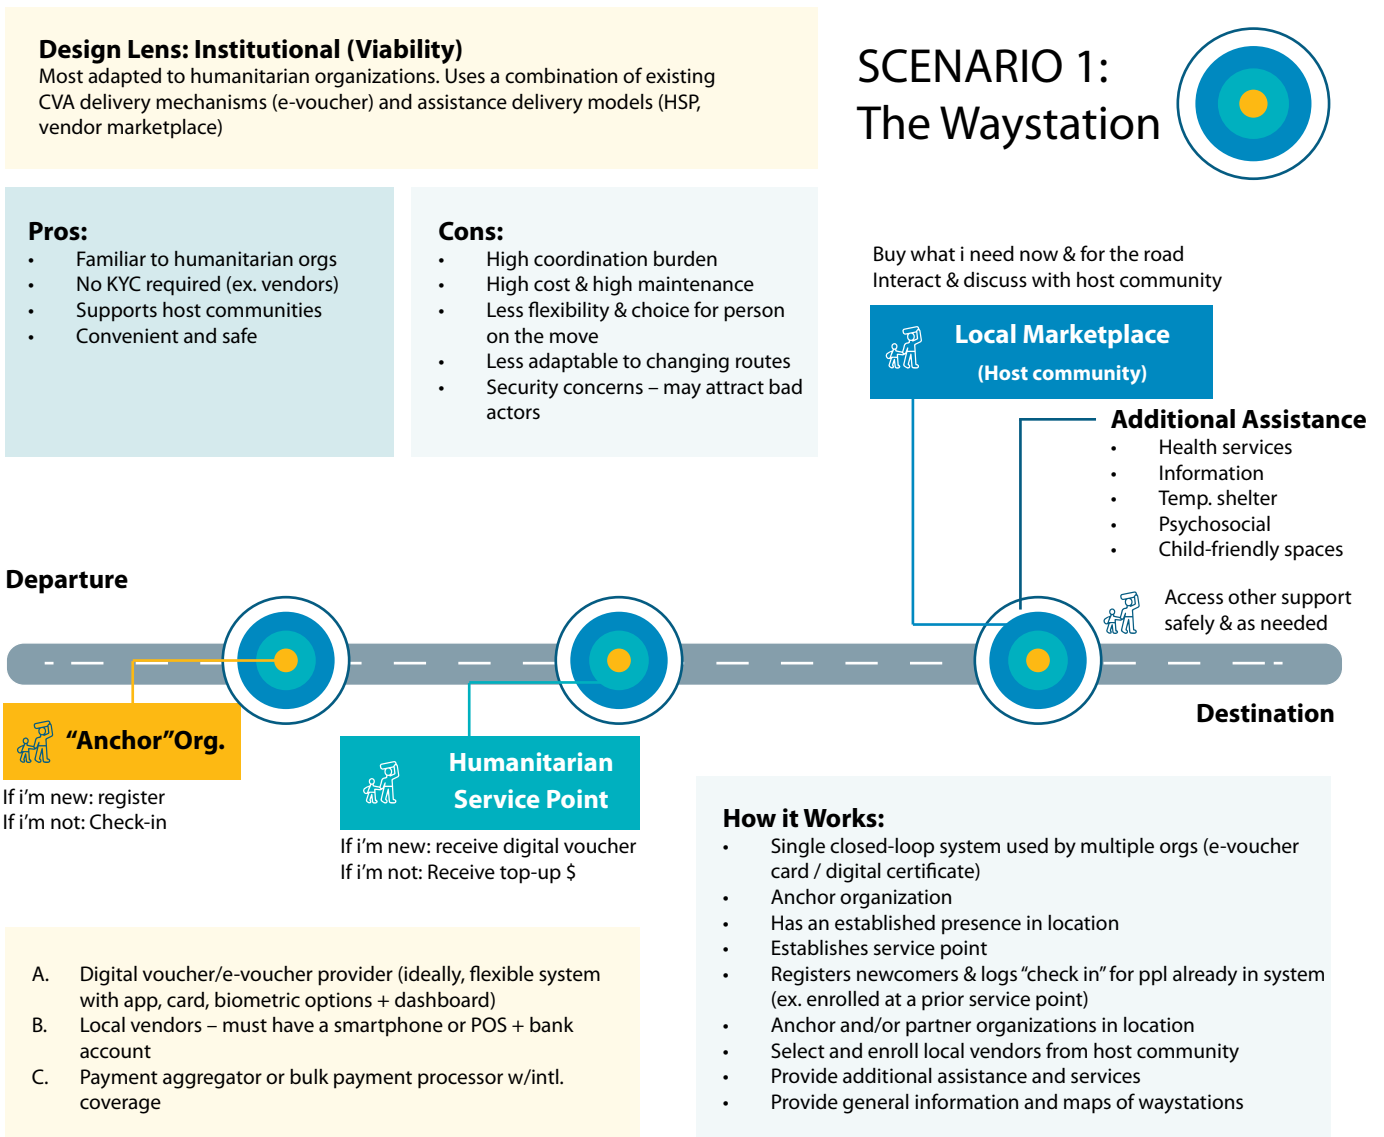 Design Lens: Institutional (Viability)
Most adapted to humanitarian organizations. Uses a combination of existing
CVA delivery mechanisms (e-voucher) and assistance delivery models (HSP,
vendor marketplace)
SCENARIO 1:
The Waystation
Pros:
• Familiar to humanitarian orgs
• No KYC required (ex. vendors)
• Supports host communities
• Convenient and safe
Cons:
• High coordination burden
• High cost & high maintenance
• Less flexibility & choice for person
on the move
• Less adaptable to changing routes
• Security concerns – may attract bad
actors
Buy what i need now & for the road
Interact & discuss with host community
Local Marketplace
(Host community)
Additional Assistance
• Health services
• Information
• Temp. shelter
• Psychosocial
• Child-friendly spaces
Access other support
safely & as needed
Departure
Destination
“Anchor”Org.
If i’m new: register
If i’m not: Check-in
Humanitarian
Service Point
If i’m new: receive digital voucher
If i’m not: Receive top-up $
How it Works:
• Single closed-loop system used by multiple orgs (e-voucher
card / digital certificate)
• Anchor organization
• Has an established presence in location
• Establishes service point
• Registers newcomers & logs “check in” for ppl already in system
(ex. enrolled at a prior service point)
• Anchor and/or partner organizations in location
• Select and enroll local vendors from host community
• Provide additional assistance and services
• Provide general information and maps of waystations
A. Digital voucher/e-voucher provider (ideally, flexible system
with app, card, biometric options + dashboard)
B. Local vendors – must have a smartphone or POS + bank
account
C. Payment aggregator or bulk payment processor w/intl.
coverage